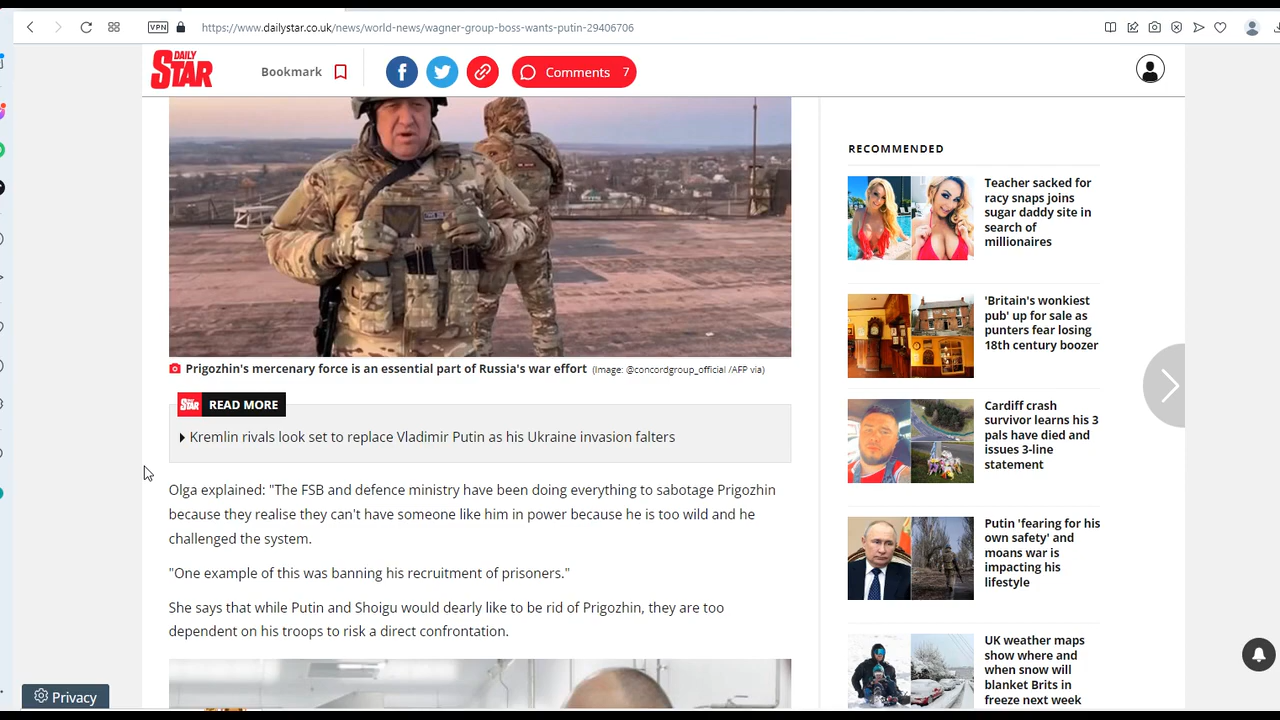 VPN
https://www.dailystar.co.uk/news/world-news/wagner-group-boss-wants-putin-29406706
DAILY
STAR
Bookmark
Comments 7
Prigozhin's mercenary force is an essential part of Russia's war effort (Image: @concordgroup_official /AFP via)
STAR READ MORE
Kremlin rivals look set to replace Vladimir Putin as his Ukraine invasion falters
Olga explained: "The FSB and defence ministry have been doing everything to sabotage Prigozhin
because they realise they can't have someone like him in power because he is too wild and he
challenged the system.
"One example of this was banning his recruitment of prisoners."
She says that while Putin and Shoigu would dearly like to be rid of Prigozhin, they are too
dependent on his troops to risk a direct confrontation.
RECOMMENDED
Teacher sacked for
racy snaps joins
sugar daddy site in
search of
millionaires
'Britain's wonkiest
pub' up for sale as
punters fear losing
18th century boozer
Cardiff crash
survivor learns his 3
pals have died and
issues 3-line
statement
Putin 'fearing for his
own safety' and
moans war is
impacting his
lifestyle
UK weather maps
show where and
when snow will
blanket Brits in
freeze next week
Privacy